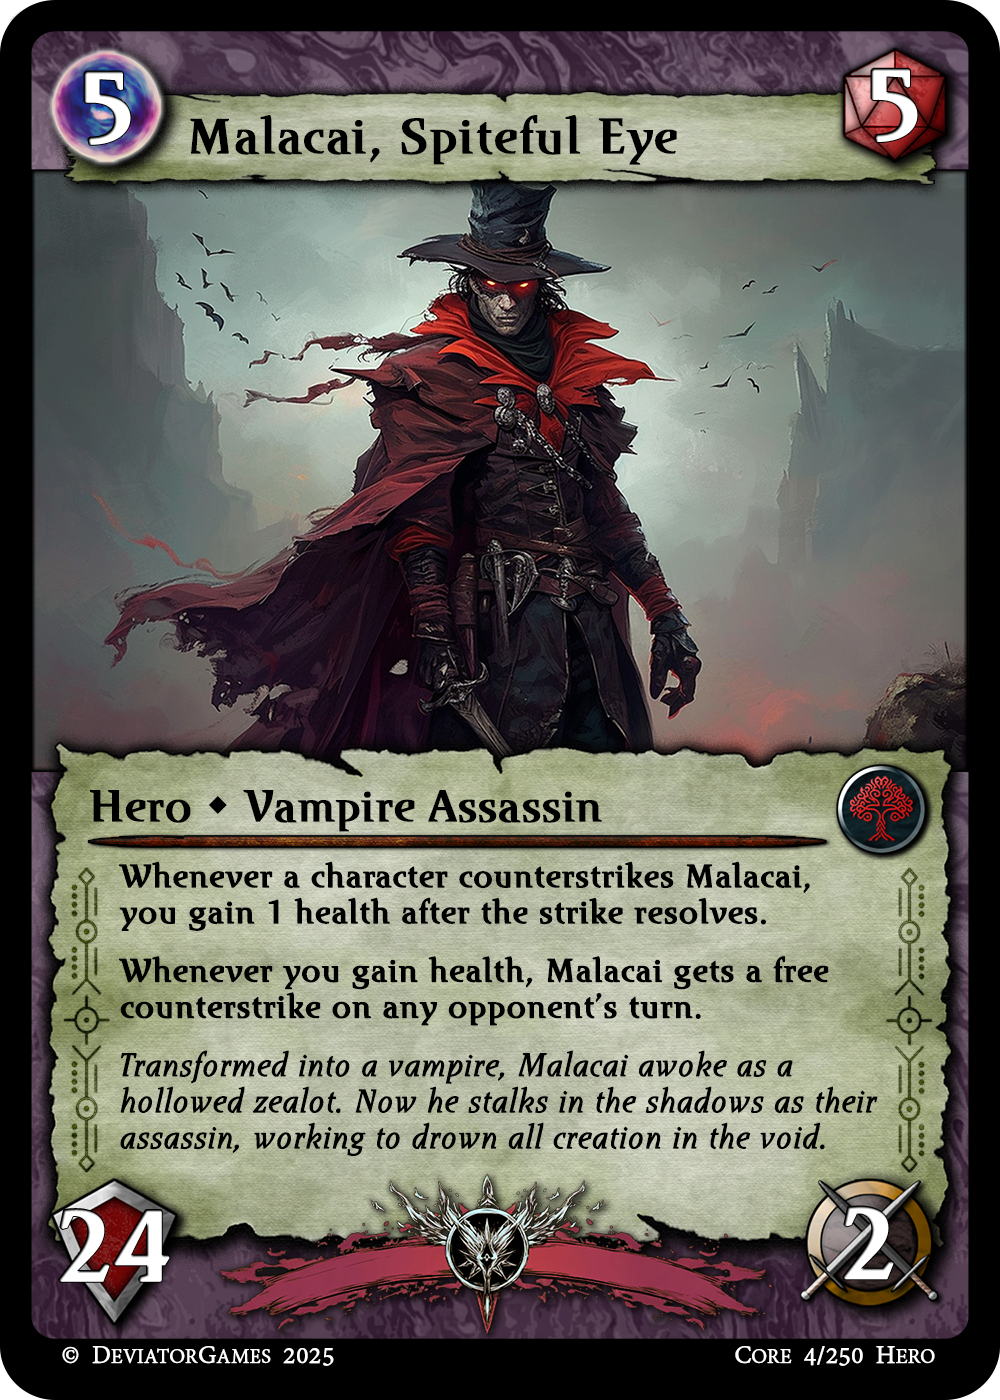 5
5
Malacai, Spiteful Eye
Hero ◆ Vampire Assassin
Whenever a character counterstrikes Malacai,
you gain 1 health after the strike resolves.
Whenever you gain health, Malacai gets a free
counterstrike on any opponent's turn.
Transformed into a vampire, Malacai awoke as a
hollowed zealot. Now he stalks in the shadows as their
assassin, working to drown all creation in the void.
24
2
© DeviatorGames 2025
Core 4/250 Hero